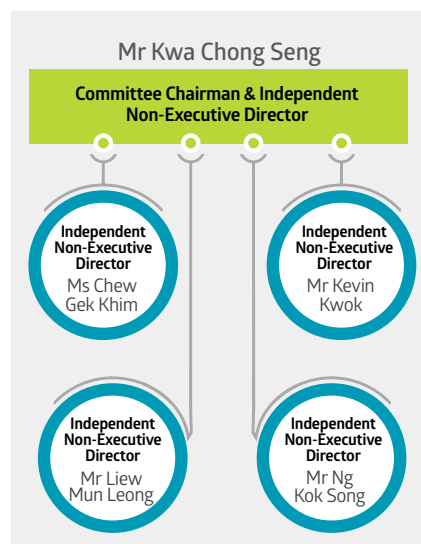 Mr Kwa Chong Seng
Committee Chairman & Independent
Non-Executive Director
Independent
Non-Executive
Director
Ms Chew
Gek Khim
Independent
Non-Executive
Director
Mr Kevin
Kwok
Independent
Non-Executive
Director
Mr Liew
Mun Leong
Independent
Non-Executive
Director
Mr Ng
Kok Song